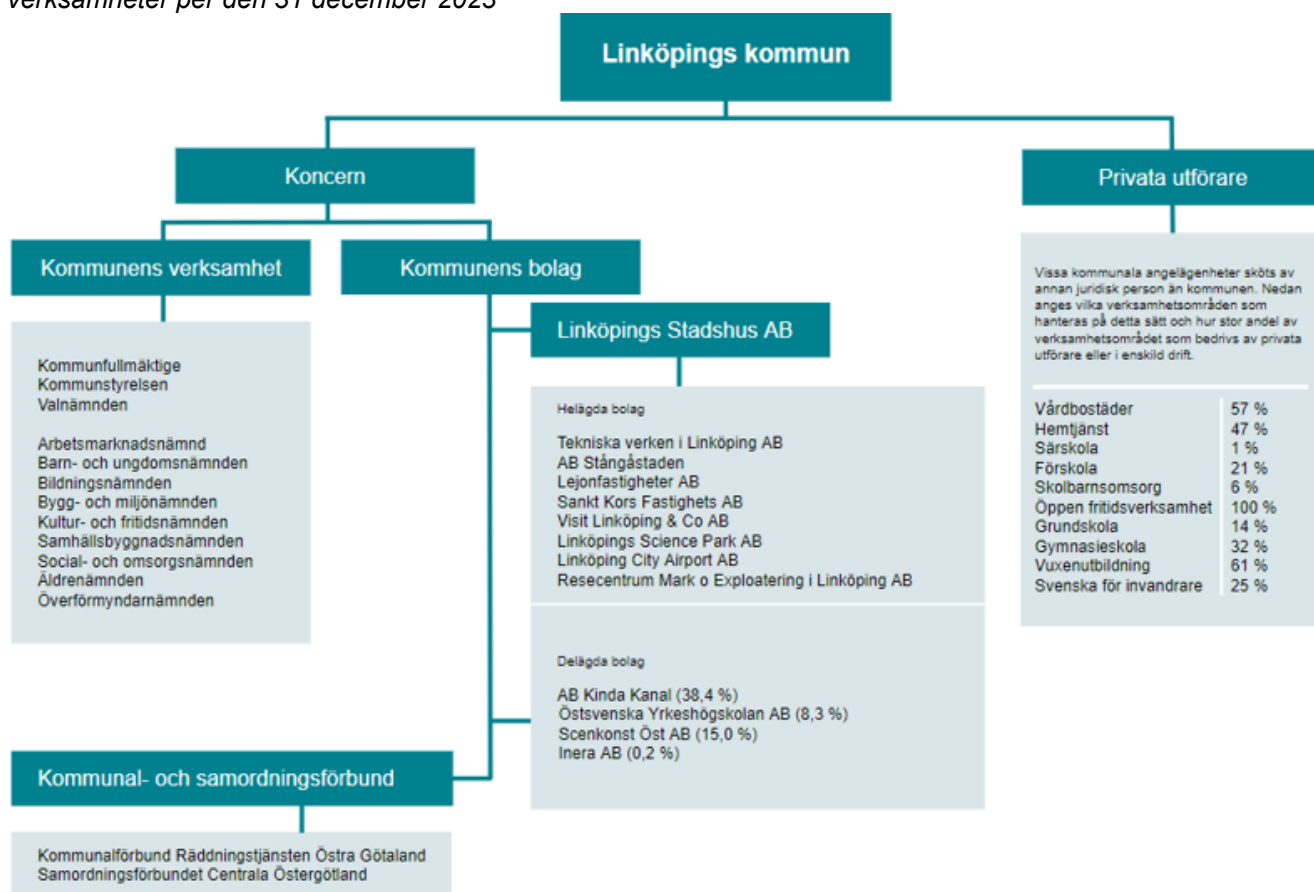 verksamheter per den 31 december 2023
Linköpings kommun
Koncern
Privata utförare
Kommunens verksamhet
Kommunens bolag
Kommunfullmäktige
Kommunstyrelsen
Valnämnden
Arbetsmarknadsnämnd
Barn- och ungdomsnämnden
Bildningsnämnden
Bygg- och miljönämnden
Kultur- och fritidsnämnden
Samhällsbyggnadsnämnden
Social- och omsorgsnämnden
Äldrenämnden
Överförmyndarnämnden
Linköpings Stadshus AB
Helägda bolag
Tekniska verken i Linköping AB
AB Stångåstaden
Lejonfastigheter AB
Sankt Kors Fastighets AB
Visit Linköping & Co AB
Linköpings Science Park AB
Linköping City Airport AB
Resecentrum Mark o Exploatering i Linköping AB
Delägda bolag
AB Kinda Kanal (38,4 %)
Östsvenska Yrkeshögskolan AB (8,3 %)
Scenkonst Öst AB (15,0 %)
Inera AB (0,2 %)
Kommunal- och samordningsförbund
Kommunalförbund Räddningstjänsten Östra Götaland
Samordningsförbundet Centrala Östergötland
Vissa kommunala angelägenheter sköts av
annan juridisk person än kommunen. Nedan
anges vilka verksamhetsområden som
hanteras på detta sätt och hur stor andel av
verksamhetsområdet som bedrivs av privata
utförare eller i enskild drift.
Vårdbostäder 57 %
Hemtjänst 47 %
Särskola 1 %
Förskola 21 %
Skolbarnsomsorg 6 %
Öppen fritidsverksamhet 100 %
Grundskola 14 %
Gymnasieskola 32 %
Vuxenutbildning 61 %
Svenska för invandrare 25 %